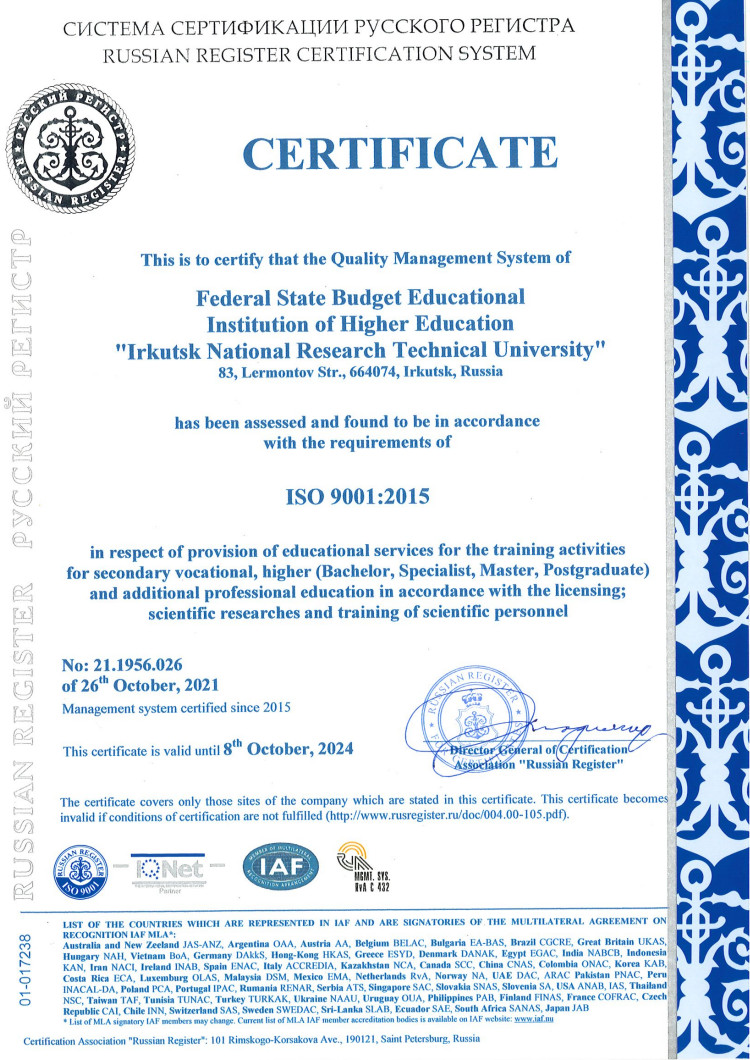 СИСТЕМА СЕРТИФИКАЦИИ РУССКОГО РЕГИСТРА
RUSSIAN REGISTER CERTIFICATION SYSTEM
РУССКИЙ РЕГИСТР
RUSSIAN REGISTER
CERTIFICATE
This is to certify that the Quality Management System of
Federal State Budget Educational
Institution of Higher Education
"Irkutsk National Research Technical University"
83, Lermontov Str., 664074, Irkutsk, Russia
has been assessed and found to be in accordance
with the requirements of
ISO 9001:2015
in respect of provision of educational services for the training activities
for secondary vocational, higher (Bachelor, Specialist, Master, Postgraduate)
and additional professional education in accordance with the licensing;
scientific researches and training of scientific personnel
No: 21.1956.026
of 26th October, 2021
Management system certified since 2015
This certificate is valid until 8th October, 2024
RUSSIAN REGISTER
Director General of Certification
Association "Russian Register"
The certificate covers only those sites of the company which are stated in this certificate. This certificate becomes
invalid if conditions of certification are not fulfilled (http://www.rusregister.ru/doc/004.00-105.pdf).
RUSSIAN REGISTER
ISO 9001
IQNet
Partner
MEMBER OF MULTILATERAL
IAF
RECOGNITION ARRANGEMENT
MGMT. SYS.
RvA C 432
RUSSIAN REGISTER РУССКИЙ РЕГИСТР
01-017238
LIST OF THE COUNTRIES WHICH ARE REPRESENTED IN IAF AND ARE SIGNATORIES OF THE MULTILATERAL AGREEMENT ON
RECOGNITION IAF MLA*:
Australia and New Zeeland JAS-ANZ, Argentina OAA, Austria AA, Belgium BELAC, Bulgaria EA-BAS, Brazil CGCRE, Great Britain UKAS,
Hungary NAH, Vietnam BoA, Germany DAkkS, Hong-Kong HKAS, Greece ESYD, Denmark DANAK, Egypt EGAC, India NABCB, Indonesia
KAN, Iran NACI, Ireland INAB, Spain ENAC, Italy ACCREDIA, Kazakhstan NCA, Canada SCC, China CNAS, Colombia ONAC, Korea KAB,
Costa Rica ECA, Luxemburg OLAS, Malaysia DSM, Mexico EMA, Netherlands RvA, Norway NA, UAE DAC, ARAC Pakistan PNAC, Peru
INACAL-DA, Poland PCA, Portugal IPAC, Rumania RENAR, Serbia ATS, Singapore SAC, Slovakia SNAS, Slovenia SA, USA ANAB, IAS, Thailand
NSC, Taiwan TAF, Tunisia TUNAC, Turkey TURKAK, Ukraine NAAU, Uruguay OUA, Philippines PAB, Finland FINAS, France COFRAC, Czech
Republic CAI, Chile INN, Switzerland SAS, Sweden SWEDAC, Sri-Lanka SLAB, Ecuador SAE, South Africa SANAS, Japan JAB
* List of MLA signatory IAF members may change. Current list of MLA IAF member accreditation bodies is available on IAF website: www.iaf.nu
Certification Association "Russian Register": 101 Rimskogo-Korsakova Ave., 190121, Saint Petersburg, Russia